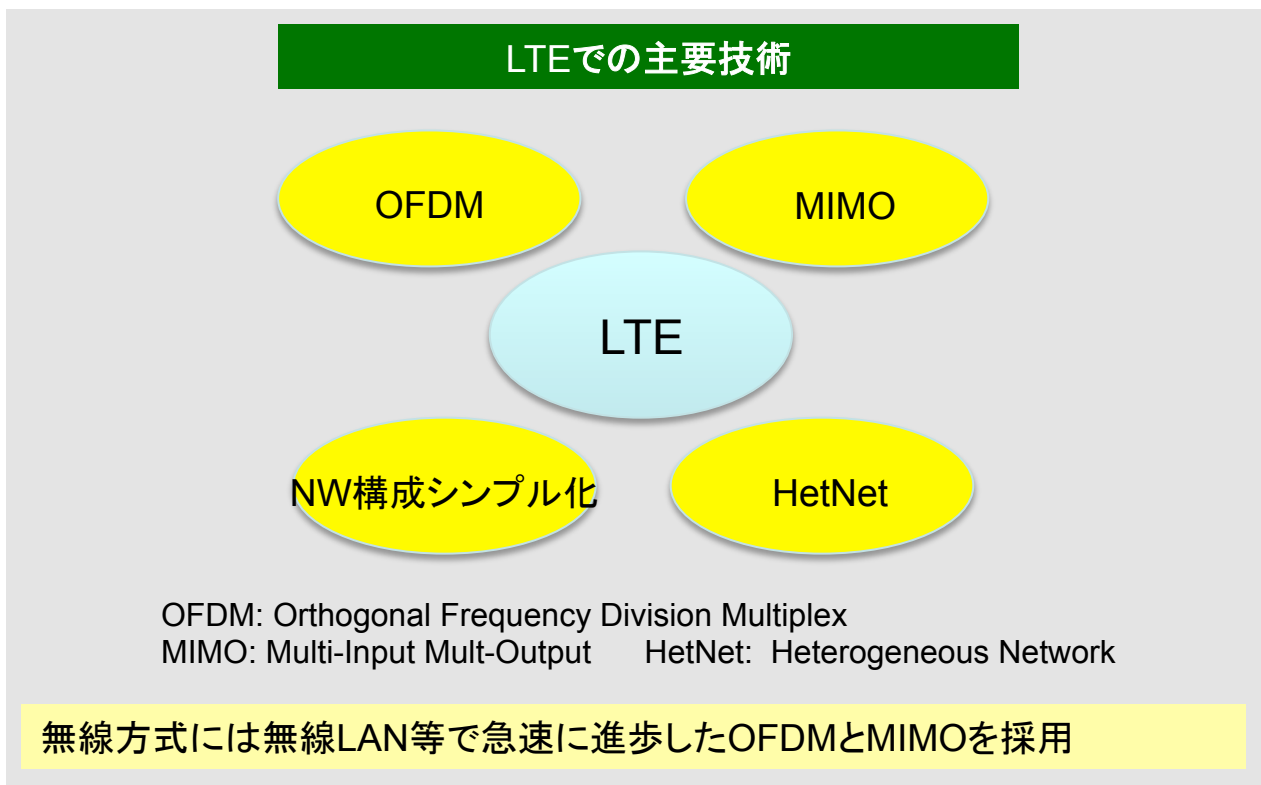 LTEでの主要技術
OFDM
MIMO
LTE
NW構成シンプル化
HetNet
OFDM: Orthogonal Frequency Division Multiplex
MIMO: Multi-Input Mult-Output HetNet: Heterogeneous Network
無線方式には無線LAN等で急速に進歩したOFDMとMIMOを採用